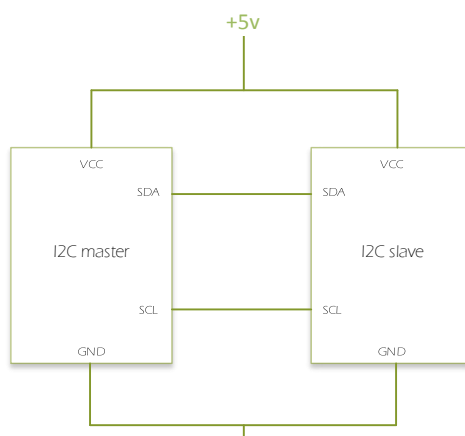 +5v
VCC
VCC
SDA
SDA
I2C master
I2C slave
SCL
SCL
GND
GND